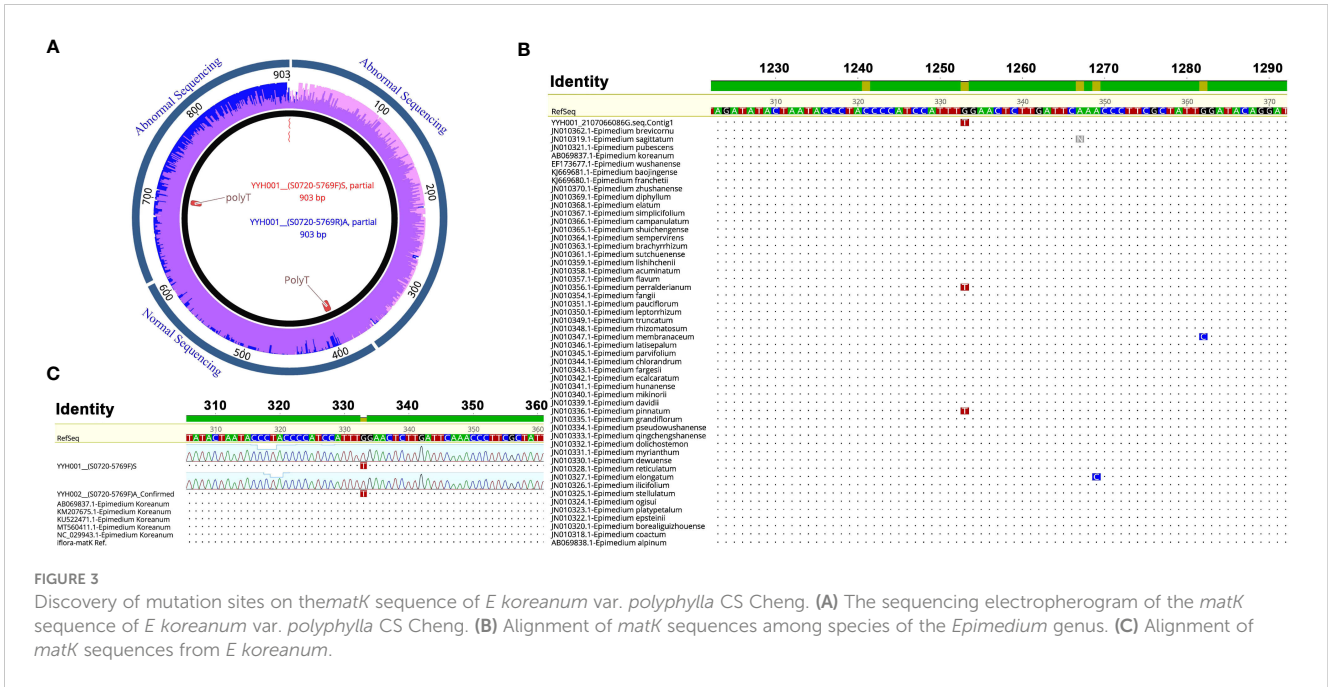 A
903
100
200
300
400
500
600
700
800
Abnormal Sequencing
Abnormal Sequencing
Normal Sequencing
polyT
PolyT
YYH001__(S0720-5769F)S, partial
903 bp
YYH001__(S0720-5769R)A, partial
903 bp
B
1230 1240 1250 1260 1270 1280 1290
Identity
310 320 330 340 350 360 370
RefSeq
YYH001_2107066086G.seq.Contig1 T
JN010362.1-Epimedium brevicornu
JN010319.1-Epimedium sagittatum N
JN010321.1-Epimedium pubescens
AB069837.1-Epimedium koreanum
EF173677.1-Epimedium wushanense
KJ669681.1-Epimedium baojingense
KJ669680.1-Epimedium franchetii
JN010370.1-Epimedium zhushanense
JN010369.1-Epimedium diphyllum
JN010368.1-Epimedium elatum
JN010367.1-Epimedium simplicifolium
JN010366.1-Epimedium campanulatum
JN010365.1-Epimedium shuichengense
JN010364.1-Epimedium sempervirens
JN010363.1-Epimedium brachyrrhizum
JN010361.1-Epimedium sutchuenense
JN010359.1-Epimedium lishihchenii
JN010358.1-Epimedium acuminatum
JN010357.1-Epimedium flavum
JN010356.1-Epimedium perralderianum T
JN010354.1-Epimedium fangii
JN010351.1-Epimedium pauciflorum
JN010350.1-Epimedium leptorrhizum
JN010349.1-Epimedium truncatum
JN010348.1-Epimedium rhizomatosum
JN010347.1-Epimedium membranaceum C
JN010346.1-Epimedium latisepalum
JN010345.1-Epimedium parvifolium
JN010344.1-Epimedium chlorandrum
JN010343.1-Epimedium fargesii
JN010342.1-Epimedium ecalcaratum
JN010341.1-Epimedium hunanense
JN010340.1-Epimedium mikinorii
JN010339.1-Epimedium davidii
JN010336.1-Epimedium pinnatum T
JN010335.1-Epimedium grandiflorum
JN010334.1-Epimedium pseudowushanense
JN010333.1-Epimedium qingchengshanense
JN010332.1-Epimedium dolichostemon
JN010331.1-Epimedium myrianthum
JN010330.1-Epimedium dewuense
JN010328.1-Epimedium reticulatum
JN010327.1-Epimedium elongatum C
JN010326.1-Epimedium ilicifolium
JN010325.1-Epimedium stellulatum
JN010324.1-Epimedium ogisui
JN010323.1-Epimedium platypetalum
JN010322.1-Epimedium epsteinii
JN010320.1-Epimedium borealiguizhouense
JN010318.1-Epimedium coactum
AB069838.1-Epimedium alpinum
C
Identity 310 320 330 340 350 360
310 320 330 340 350 360
RefSeq
YYH001__(S0720-5769F)S T
YYH002__(S0720-5769F)A_Confirmed T
AB069837.1-Epimedium Koreanum
KM207675.1-Epimedium Koreanum
KU522471.1-Epimedium Koreanum
MT560411.1-Epimedium Koreanum
NC_029943.1-Epimedium Koreanum
iflora-matK Ref.
FIGURE 3
Discovery of mutation sites on thematK sequence of E koreanum var. polyphylla CS Cheng. (A) The sequencing electropherogram of the matK
sequence of E koreanum var. polyphylla CS Cheng. (B) Alignment of matK sequences among species of the Epimedium genus. (C) Alignment of
matK sequences from E koreanum.